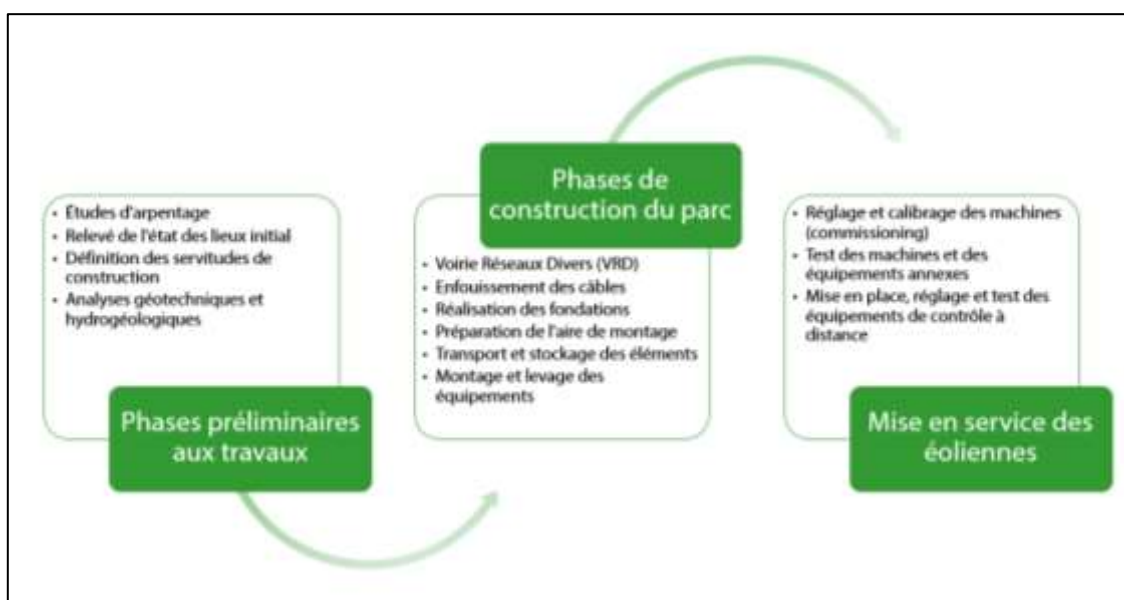 • Études d'arpentage
• Relevé de l'état des lieux initial
• Définition des servitudes de
construction
• Analyses géotechniques et
hydrogéologiques
Phases préliminaires
aux travaux
Phases de
construction du parc
• Voirie Réseaux Divers (VRD)
• Enfouissement des câbles
• Réalisation des fondations
• Préparation de l'aire de montage
• Transport et stockage des éléments
• Montage et levage des
équipements
• Réglage et calibrage des machines
(commissioning)
• Test des machines et des
équipements annexes
• Mise en place, réglage et test des
équipements de contrôle à
distance
Mise en service des
éoliennes